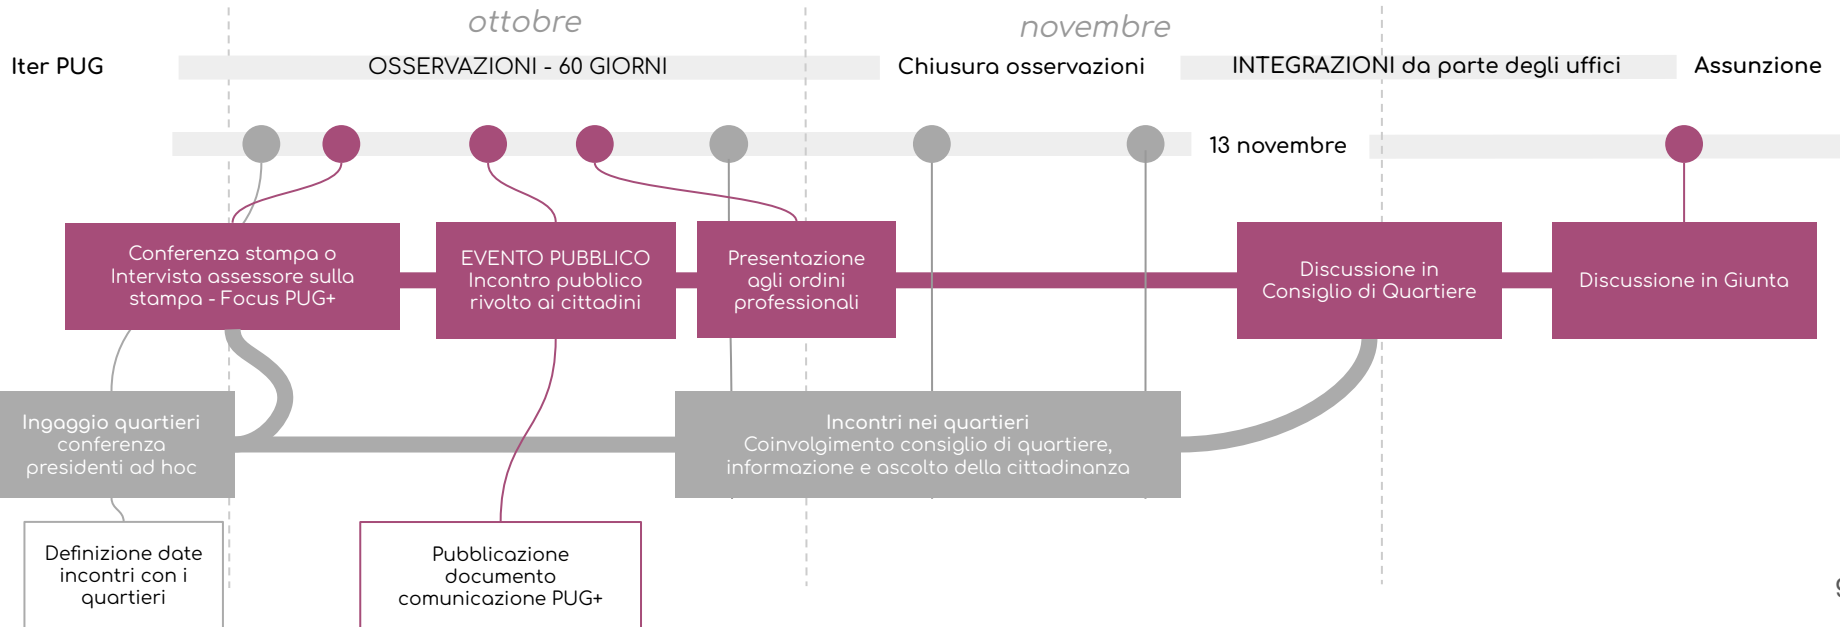 ottobre
novembre
Iter PUG
OSSERVAZIONI - 60 GIORNI
Chiusura osservazioni
INTEGRAZIONI da parte degli uffici
Assunzione
13 novembre
Conferenza stampa o
Intervista assessore sulla
stampa - Focus PUG+
EVENTO PUBBLICO
Incontro pubblico
rivolto ai cittadini
Presentazione
agli ordini
professionali
Discussione in
Consiglio di Quartiere
Discussione in Giunta
Ingaggio quartieri
conferenza
presidenti ad hoc
Incontri nei quartieri
Coinvolgimento consiglio di quartiere,
informazione e ascolto della cittadinanza
Definizione date
incontri con i
quartieri
Pubblicazione
documento
comunicazione PUG+